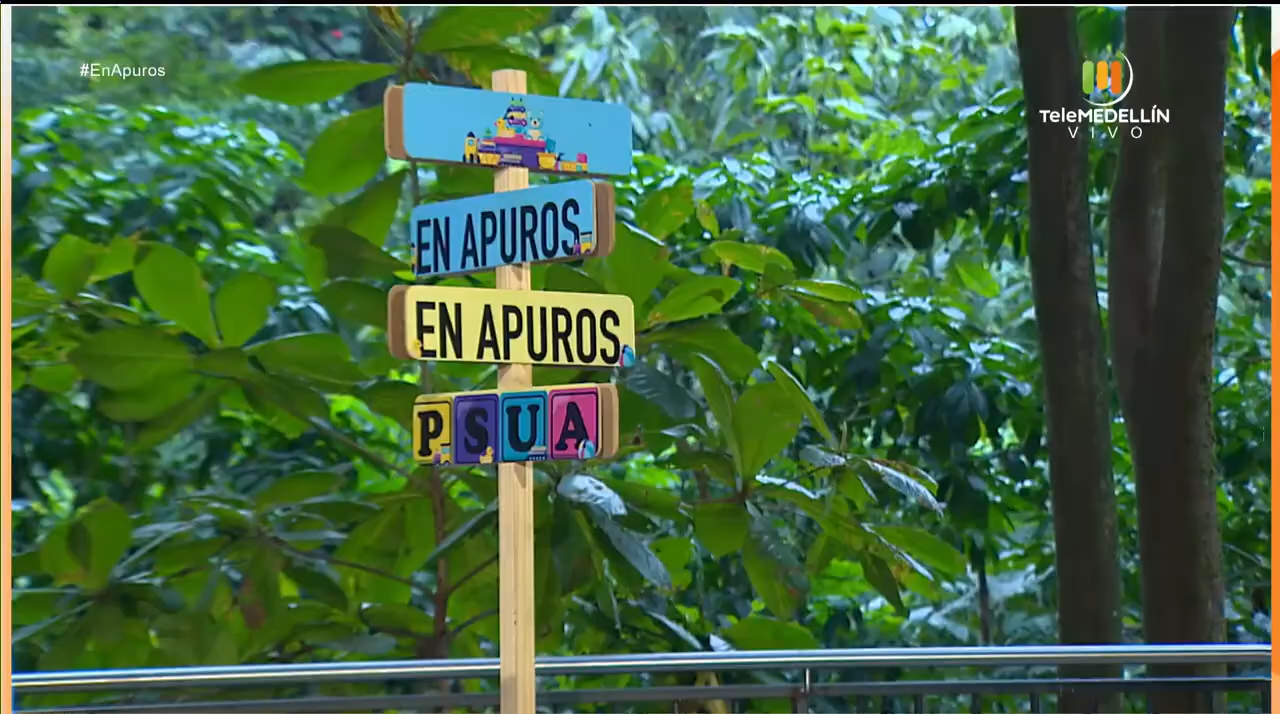 #EnApuros
TeleMEDELLÍN
VIVO
EN APUROS
EN APUROS
PSUA